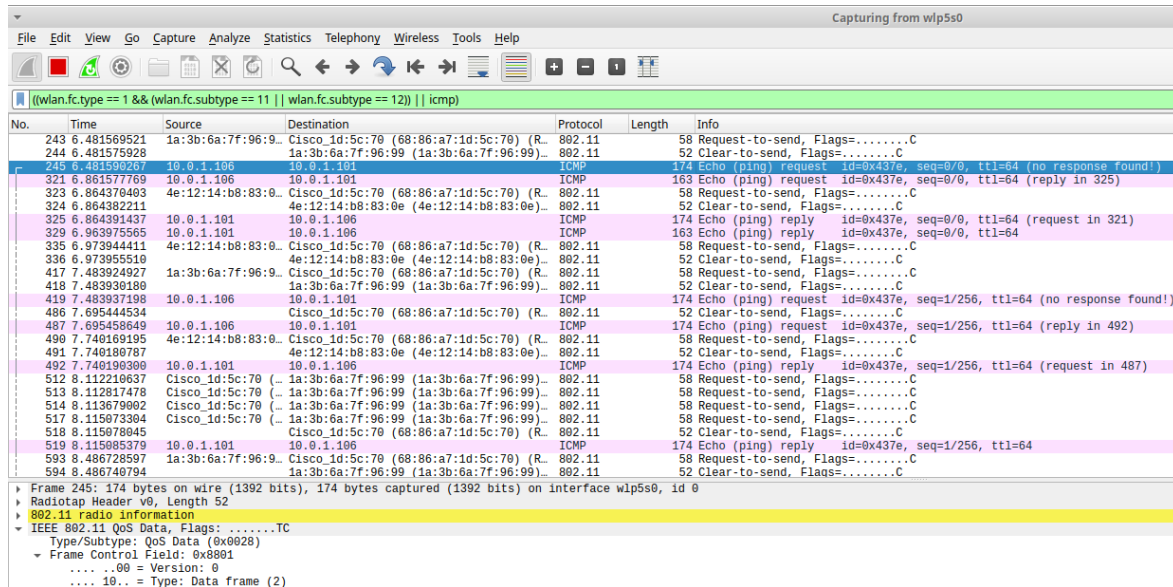 Capturing from wlp5s0
File Edit View Go Capture Analyze Statistics Telephony Wireless Tools Help
((wlan.fc.type == 1 && (wlan.fc.subtype == 11 || wlan.fc.subtype == 12)) || icmp)
No. Time Source Destination Protocol Length Info
243 6.481569521 1a:3b:6a:7f:96:9… Cisco_1d:5c:70 (68:86:a7:1d:5c:70) (R… 802.11 58 Request-to-send, Flags=........C
244 6.481575928 1a:3b:6a:7f:96:99 (1a:3b:6a:7f:96:99)… 802.11 52 Clear-to-send, Flags=........C
245 6.481590267 10.0.1.106 10.0.1.101 ICMP 174 Echo (ping) request id=0x437e, seq=0/0, ttl=64 (no response found!)
321 6.861577769 10.0.1.106 10.0.1.101 ICMP 163 Echo (ping) request id=0x437e, seq=0/0, ttl=64 (reply in 325)
323 6.864370403 4e:12:14:b8:83:0… Cisco_1d:5c:70 (68:86:a7:1d:5c:70) (R… 802.11 58 Request-to-send, Flags=........C
324 6.864382211 4e:12:14:b8:83:0e (4e:12:14:b8:83:0e)… 802.11 52 Clear-to-send, Flags=........C
325 6.864391437 10.0.1.101 10.0.1.106 ICMP 174 Echo (ping) reply id=0x437e, seq=0/0, ttl=64 (request in 321)
329 6.963975565 10.0.1.101 10.0.1.106 ICMP 163 Echo (ping) reply id=0x437e, seq=0/0, ttl=64
335 6.973944411 4e:12:14:b8:83:0… Cisco_1d:5c:70 (68:86:a7:1d:5c:70) (R… 802.11 58 Request-to-send, Flags=........C
336 6.973955510 4e:12:14:b8:83:0e (4e:12:14:b8:83:0e)… 802.11 52 Clear-to-send, Flags=........C
417 7.483924927 1a:3b:6a:7f:96:9… Cisco_1d:5c:70 (68:86:a7:1d:5c:70) (R… 802.11 58 Request-to-send, Flags=........C
418 7.483930180 1a:3b:6a:7f:96:99 (1a:3b:6a:7f:96:99)… 802.11 52 Clear-to-send, Flags=........C
419 7.483937198 10.0.1.106 10.0.1.101 ICMP 174 Echo (ping) request id=0x437e, seq=1/256, ttl=64 (no response found!)
486 7.695444534 Cisco_1d:5c:70 (68:86:a7:1d:5c:70) (R… 802.11 52 Clear-to-send, Flags=........C
487 7.695458649 10.0.1.106 10.0.1.101 ICMP 174 Echo (ping) request id=0x437e, seq=1/256, ttl=64 (reply in 492)
490 7.740169195 4e:12:14:b8:83:0… Cisco_1d:5c:70 (68:86:a7:1d:5c:70) (R… 802.11 58 Request-to-send, Flags=........C
491 7.740180787 4e:12:14:b8:83:0e (4e:12:14:b8:83:0e)… 802.11 52 Clear-to-send, Flags=........C
492 7.740190300 10.0.1.101 10.0.1.106 ICMP 174 Echo (ping) reply id=0x437e, seq=1/256, ttl=64 (request in 487)
512 8.112210637 Cisco_1d:5c:70 (… 1a:3b:6a:7f:96:99 (1a:3b:6a:7f:96:99)… 802.11 58 Request-to-send, Flags=........C
513 8.112817478 Cisco_1d:5c:70 (… 1a:3b:6a:7f:96:99 (1a:3b:6a:7f:96:99)… 802.11 58 Request-to-send, Flags=........C
514 8.113679002 Cisco_1d:5c:70 (… 1a:3b:6a:7f:96:99 (1a:3b:6a:7f:96:99)… 802.11 58 Request-to-send, Flags=........C
517 8.115073304 Cisco_1d:5c:70 (… 1a:3b:6a:7f:96:99 (1a:3b:6a:7f:96:99)… 802.11 58 Request-to-send, Flags=........C
518 8.115078045 Cisco_1d:5c:70 (68:86:a7:1d:5c:70) (R… 802.11 52 Clear-to-send, Flags=........C
519 8.115085379 10.0.1.101 10.0.1.106 ICMP 174 Echo (ping) reply id=0x437e, seq=1/256, ttl=64
593 8.486728597 1a:3b:6a:7f:96:9… Cisco_1d:5c:70 (68:86:a7:1d:5c:70) (R… 802.11 58 Request-to-send, Flags=........C
594 8.486740794 1a:3b:6a:7f:96:99 (1a:3b:6a:7f:96:99)… 802.11 52 Clear-to-send, Flags=........C
Frame 245: 174 bytes on wire (1392 bits), 174 bytes captured (1392 bits) on interface wlp5s0, id 0
Radiotap Header v0, Length 52
802.11 radio information
IEEE 802.11 QoS Data, Flags: .......TC
Type/Subtype: QoS Data (0x0028)
Frame Control Field: 0x8801
.... ..00 = Version: 0
.... 10.. = Type: Data frame (2)